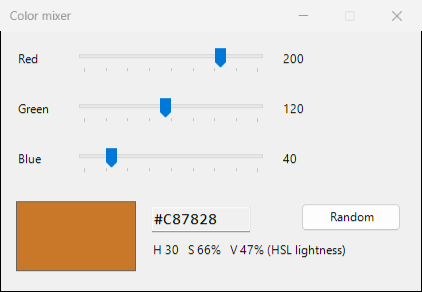 Color mixer
Red 200
Green 120
Blue 40
#C87828 Random
H 30 S 66% V 47% (HSL lightness)